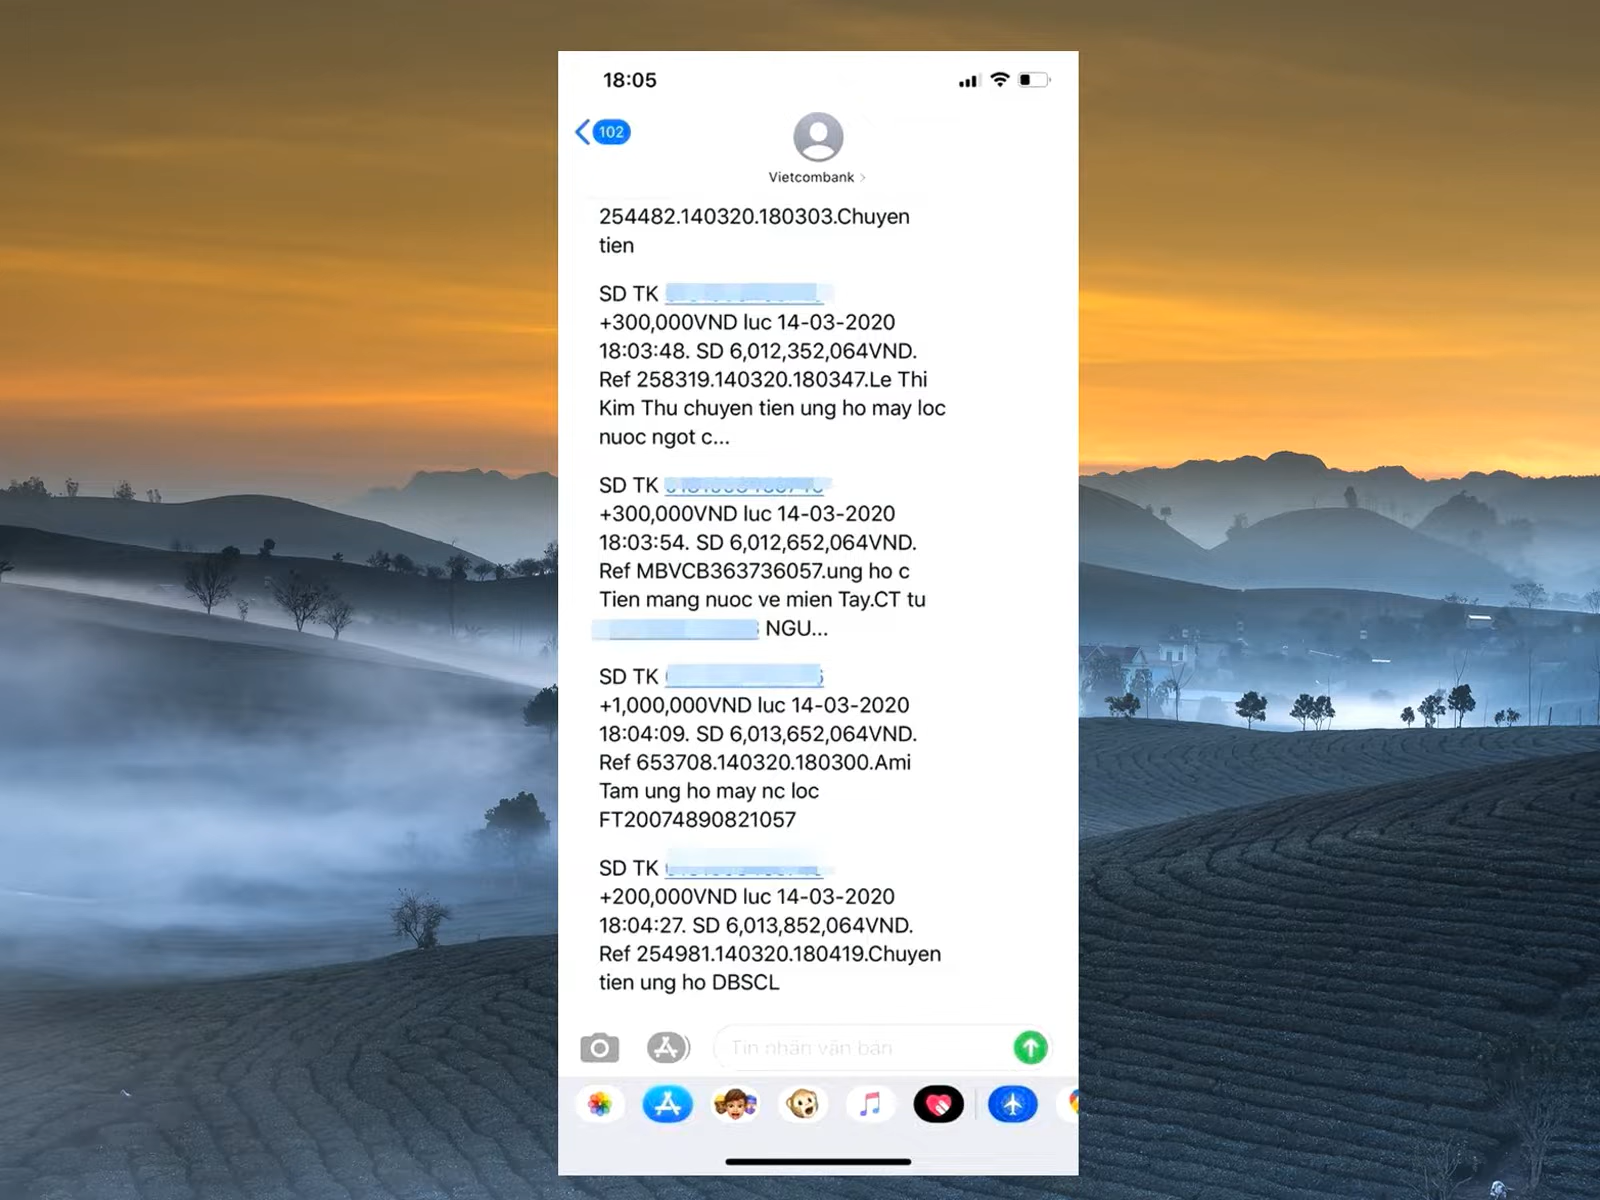 18:05
102
Vietcombank
254482.140320.180303.Chuyen
tien
SD TK
+300,000VND luc 14-03-2020
18:03:48. SD 6,012,352,064VND.
Ref 258319.140320.180347.Le Thi
Kim Thu chuyen tien ung ho may loc
nuoc ngot c...
SD TK
+300,000VND luc 14-03-2020
18:03:54. SD 6,012,652,064VND.
Ref MBVCB363736057.ung ho c
Tien mang nuoc ve mien Tay.CT tu
NGU...
SD TK
+1,000,000VND luc 14-03-2020
18:04:09. SD 6,013,652,064VND.
Ref 653708.140320.180300.Ami
Tam ung ho may nc loc
FT20074890821057
SD TK
+200,000VND luc 14-03-2020
18:04:27. SD 6,013,852,064VND.
Ref 254981.140320.180419.Chuyen
tien ung ho DBSCL
Tin nhắn văn bản